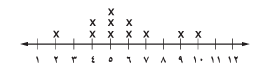 x
x x x
x x x x x x x
١ ٢ ٣ ٤ ٥ ٦ ٧ ٨ ٩ ١٠ ١١ ١٢